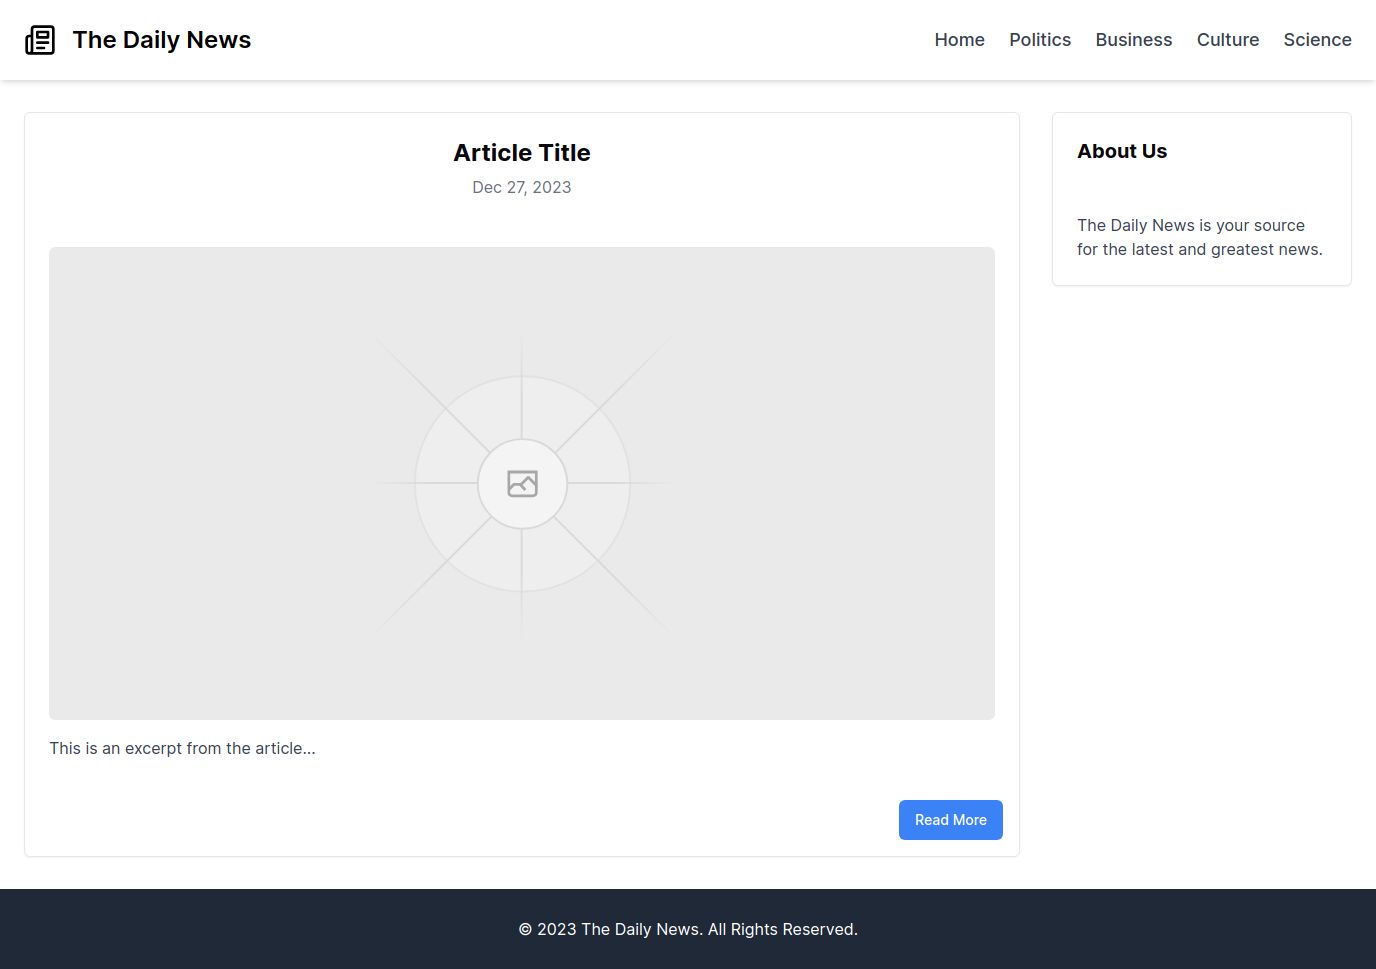 The Daily News
Home Politics Business Culture Science
Article Title
Dec 27, 2023
This is an excerpt from the article...
Read More
About Us
The Daily News is your source
for the latest and greatest news.
© 2023 The Daily News. All Rights Reserved.